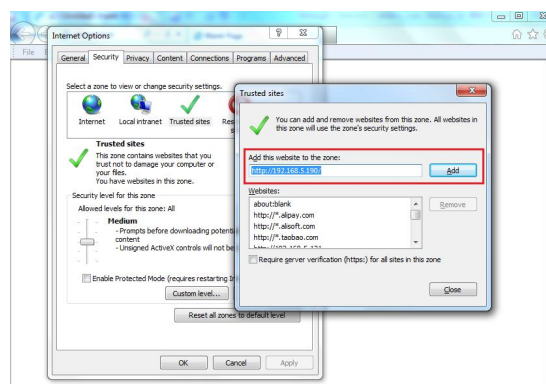 Internet Options
General Security Privacy Content Connections Programs Advanced
Select a zone to view or change security settings.
Internet Local intranet Trusted sites
Trusted sites
This zone contains websites that you
trust not to damage your computer or
your files.
You have websites in this zone.
Security level for this zone
Allowed levels for this zone: All
Medium
- Prompts before downloading
content
- Unsigned ActiveX controls will not be
Enable Protected Mode (requires restarting
Custom level...
Reset all zones to default level
OK Cancel Apply
Trusted sites
You can add and remove websites from this zone. All websites in
this zone will use the zone's security settings.
Add this website to the zone:
http://192.168.5.190/ Add
Websites:
about:blank Remove
http://*.alipay.com
http://*.alisoft.com
http://*.taobao.com
Require server verification (https:) for all sites in this zone
Close
File